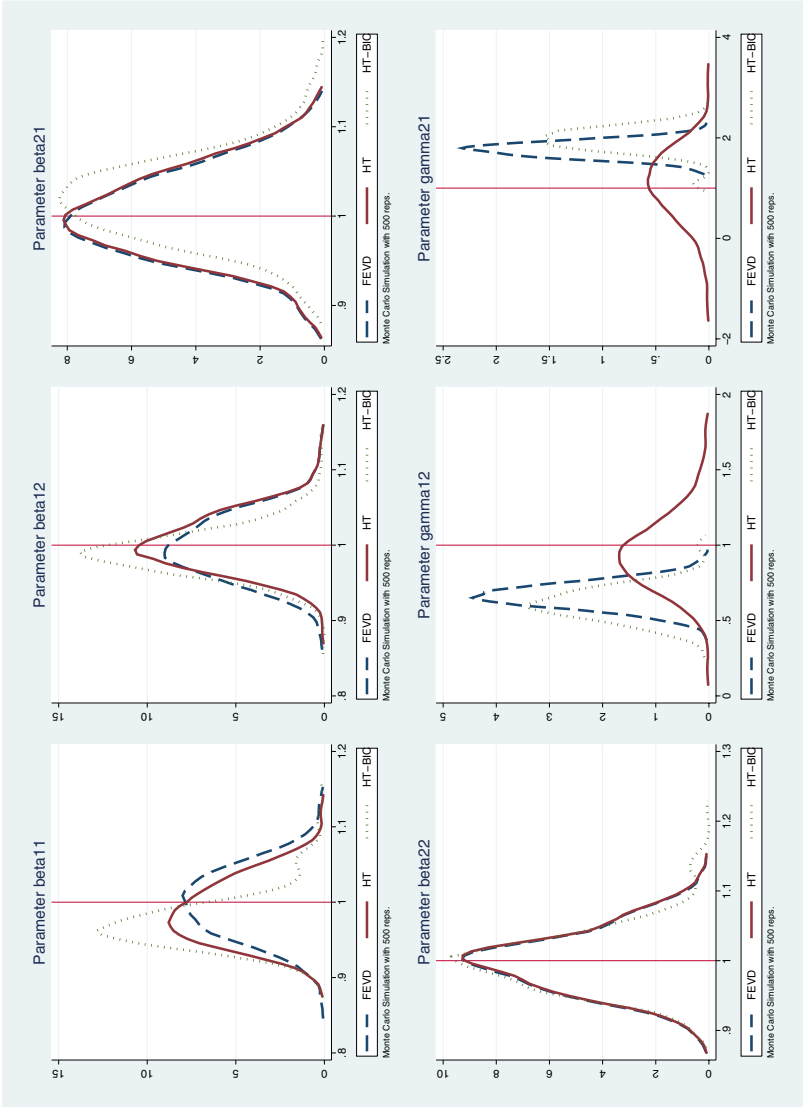 Parameter beta11
15
10
5
0
.8 .9 1 1.1 1.2
FEVD HT HT−BIC
Monte Carlo Simulation with 500 reps.
Parameter beta12
15
10
5
0
.8 .9 1 1.1 1.2
FEVD HT HT−BIC
Monte Carlo Simulation with 500 reps.
Parameter beta21
8
6
4
2
0
.9 1 1.1 1.2
FEVD HT HT−BIC
Monte Carlo Simulation with 500 reps.
Parameter beta22
10
8
6
4
2
0
.9 1 1.1 1.2 1.3
FEVD HT HT−BIC
Monte Carlo Simulation with 500 reps.
Parameter gamma12
5
4
3
2
1
0
0 .5 1 1.5 2
FEVD HT HT−BIC
Monte Carlo Simulation with 500 reps.
Parameter gamma21
2.5
2
1.5
1
.5
0
−2 0 2 4
FEVD HT HT−BIC
Monte Carlo Simulation with 500 reps.